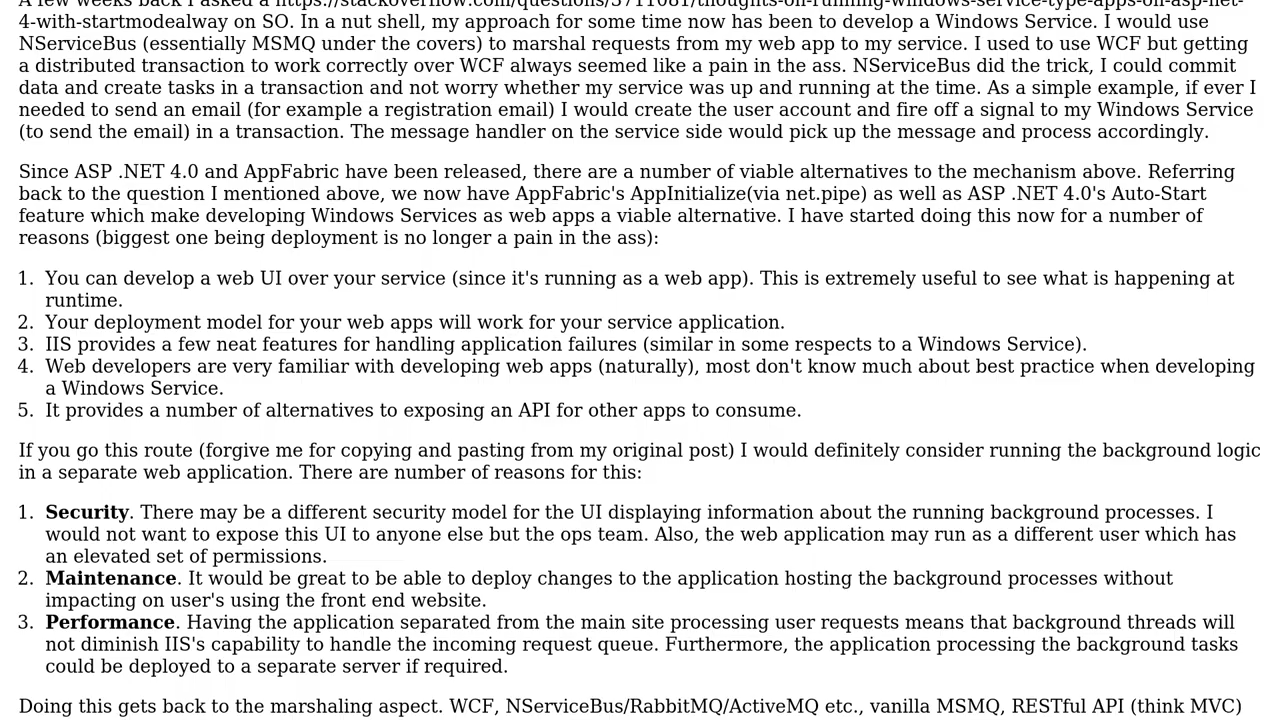 A few weeks back I asked a https://stackoverflow.com/questions/3711081/thoughts-on-running-windows-service-type-apps-on-asp-net-
4-with-startmodealway on SO. In a nut shell, my approach for some time now has been to develop a Windows Service. I would use
NServiceBus (essentially MSMQ under the covers) to marshal requests from my web app to my service. I used to use WCF but getting
a distributed transaction to work correctly over WCF always seemed like a pain in the ass. NServiceBus did the trick, I could commit
data and create tasks in a transaction and not worry whether my service was up and running at the time. As a simple example, if ever I
needed to send an email (for example a registration email) I would create the user account and fire off a signal to my Windows Service
(to send the email) in a transaction. The message handler on the service side would pick up the message and process accordingly.
Since ASP .NET 4.0 and AppFabric have been released, there are a number of viable alternatives to the mechanism above. Referring
back to the question I mentioned above, we now have AppFabric's AppInitialize(via net.pipe) as well as ASP .NET 4.0's Auto-Start
feature which make developing Windows Services as web apps a viable alternative. I have started doing this now for a number of
reasons (biggest one being deployment is no longer a pain in the ass):
1. You can develop a web UI over your service (since it's running as a web app). This is extremely useful to see what is happening at
runtime.
2. Your deployment model for your web apps will work for your service application.
3. IIS provides a few neat features for handling application failures (similar in some respects to a Windows Service).
4. Web developers are very familiar with developing web apps (naturally), most don't know much about best practice when developing
a Windows Service.
5. It provides a number of alternatives to exposing an API for other apps to consume.
If you go this route (forgive me for copying and pasting from my original post) I would definitely consider running the background logic
in a separate web application. There are number of reasons for this:
1. Security. There may be a different security model for the UI displaying information about the running background processes. I
would not want to expose this UI to anyone else but the ops team. Also, the web application may run as a different user which has
an elevated set of permissions.
2. Maintenance. It would be great to be able to deploy changes to the application hosting the background processes without
impacting on user's using the front end website.
3. Performance. Having the application separated from the main site processing user requests means that background threads will
not diminish IIS's capability to handle the incoming request queue. Furthermore, the application processing the background tasks
could be deployed to a separate server if required.
Doing this gets back to the marshaling aspect. WCF, NServiceBus/RabbitMQ/ActiveMQ etc., vanilla MSMQ, RESTful API (think MVC)